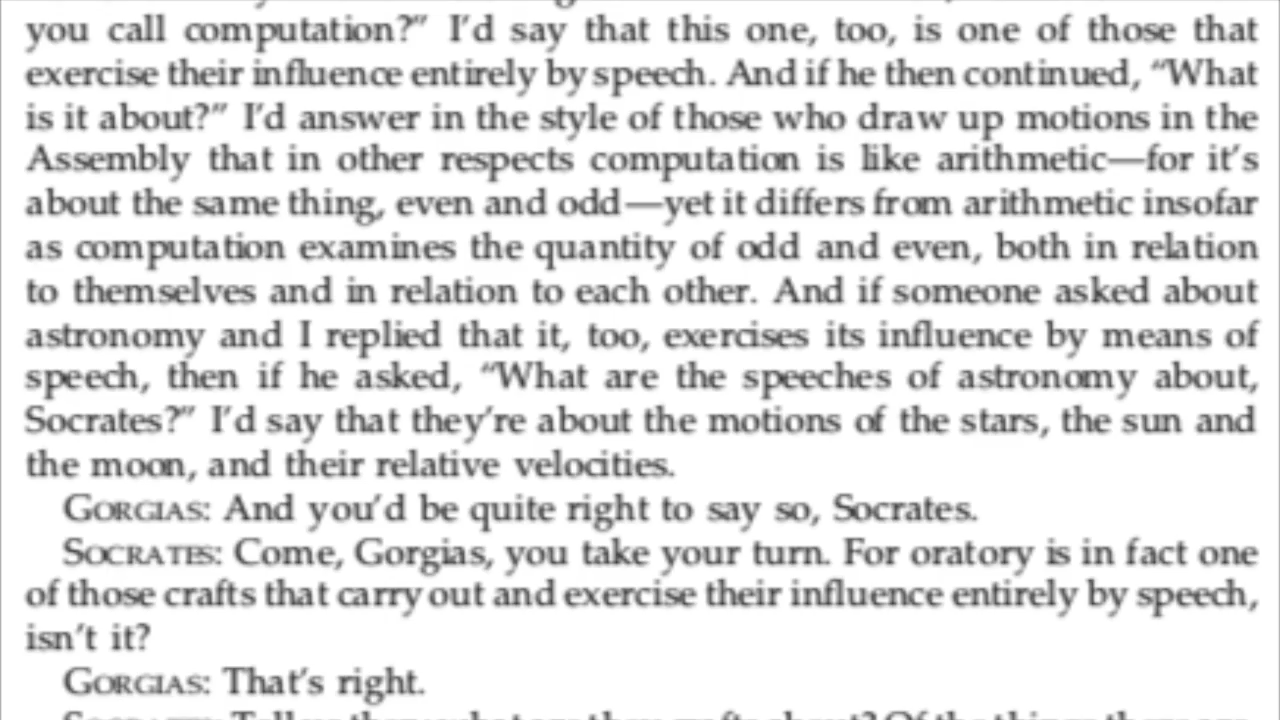 you call computation?” I’d say that this one, too, is one of those that
exercise their influence entirely by speech. And if he then continued, “What
is it about?” I’d answer in the style of those who draw up motions in the
Assembly that in other respects computation is like arithmetic—for it’s
about the same thing, even and odd—yet it differs from arithmetic insofar
as computation examines the quantity of odd and even, both in relation
to themselves and in relation to each other. And if someone asked about
astronomy and I replied that it, too, exercises its influence by means of
speech, then if he asked, “What are the speeches of astronomy about,
Socrates?” I’d say that they’re about the motions of the stars, the sun and
the moon, and their relative velocities.
GORGIAS: And you’d be quite right to say so, Socrates.
SOCRATES: Come, Gorgias, you take your turn. For oratory is in fact one
of those crafts that carry out and exercise their influence entirely by speech,
isn’t it?
GORGIAS: That’s right.